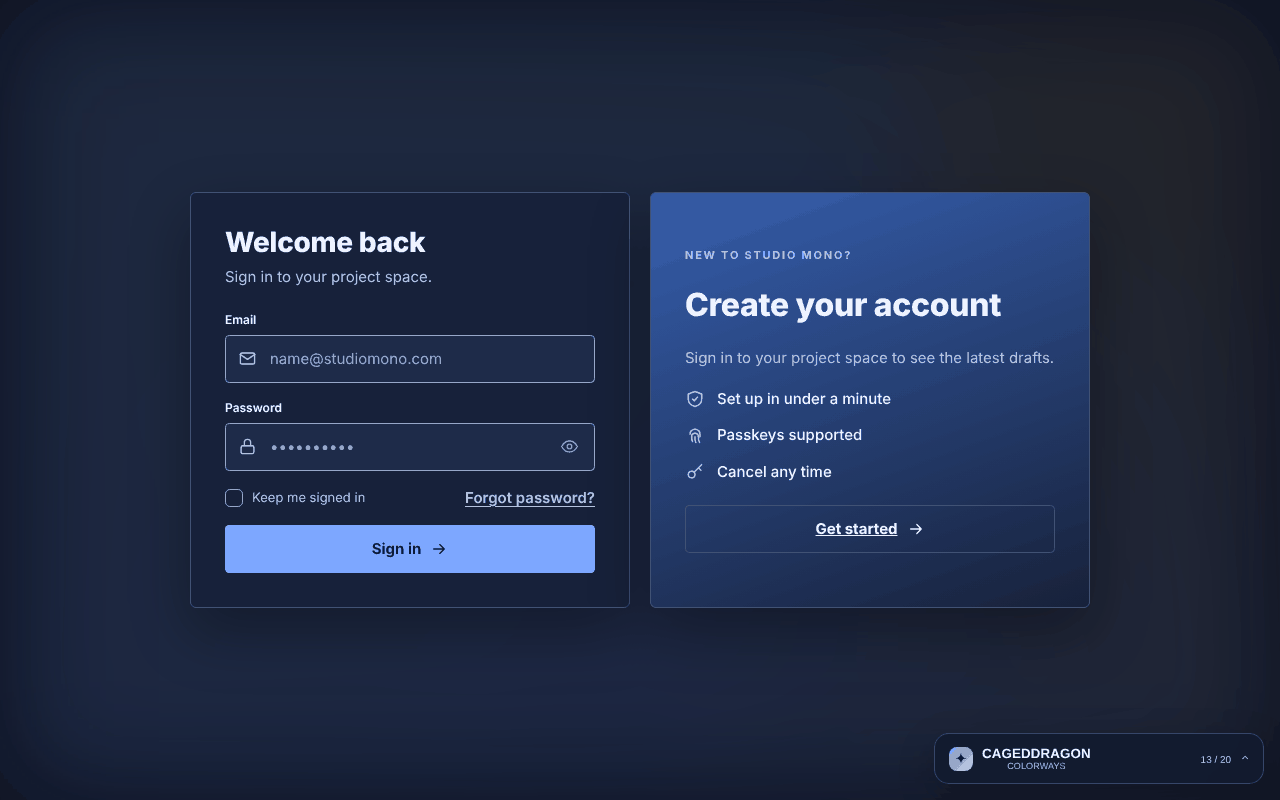 Welcome back
Sign in to your project space.
Email
name@studiomono.com
Password
••••••••••
Keep me signed in
Forgot password?
Sign in
NEW TO STUDIO MONO?
Create your account
Sign in to your project space to see the latest drafts.
Set up in under a minute
Passkeys supported
Cancel any time
Get started
CAGEDDRAGON
COLORWAYS
13 / 20